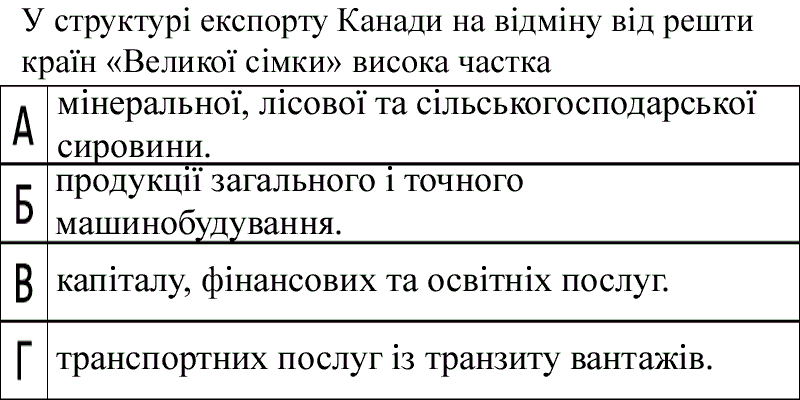 У структурі експорту Канади на відміну від решти
країн «Великої сімки» висока частка
А мінеральної, лісової та сільськогосподарської
сировини.
Б продукції загального і точного
машинобудування.
В капіталу, фінансових та освітніх послуг.
Г транспортних послуг із транзиту вантажів.